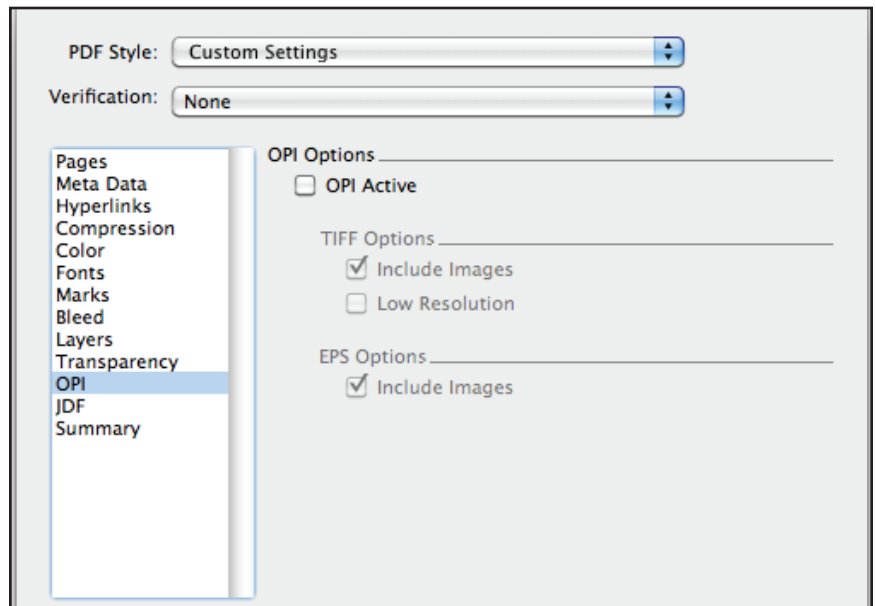 PDF Style: Custom Settings
Verification: None
Pages
Meta Data
Hyperlinks
Compression
Color
Fonts
Marks
Bleed
Layers
Transparency
OPI
JDF
Summary
OPI Options
OPI Active
TIFF Options
Include Images
Low Resolution
EPS Options
Include Images